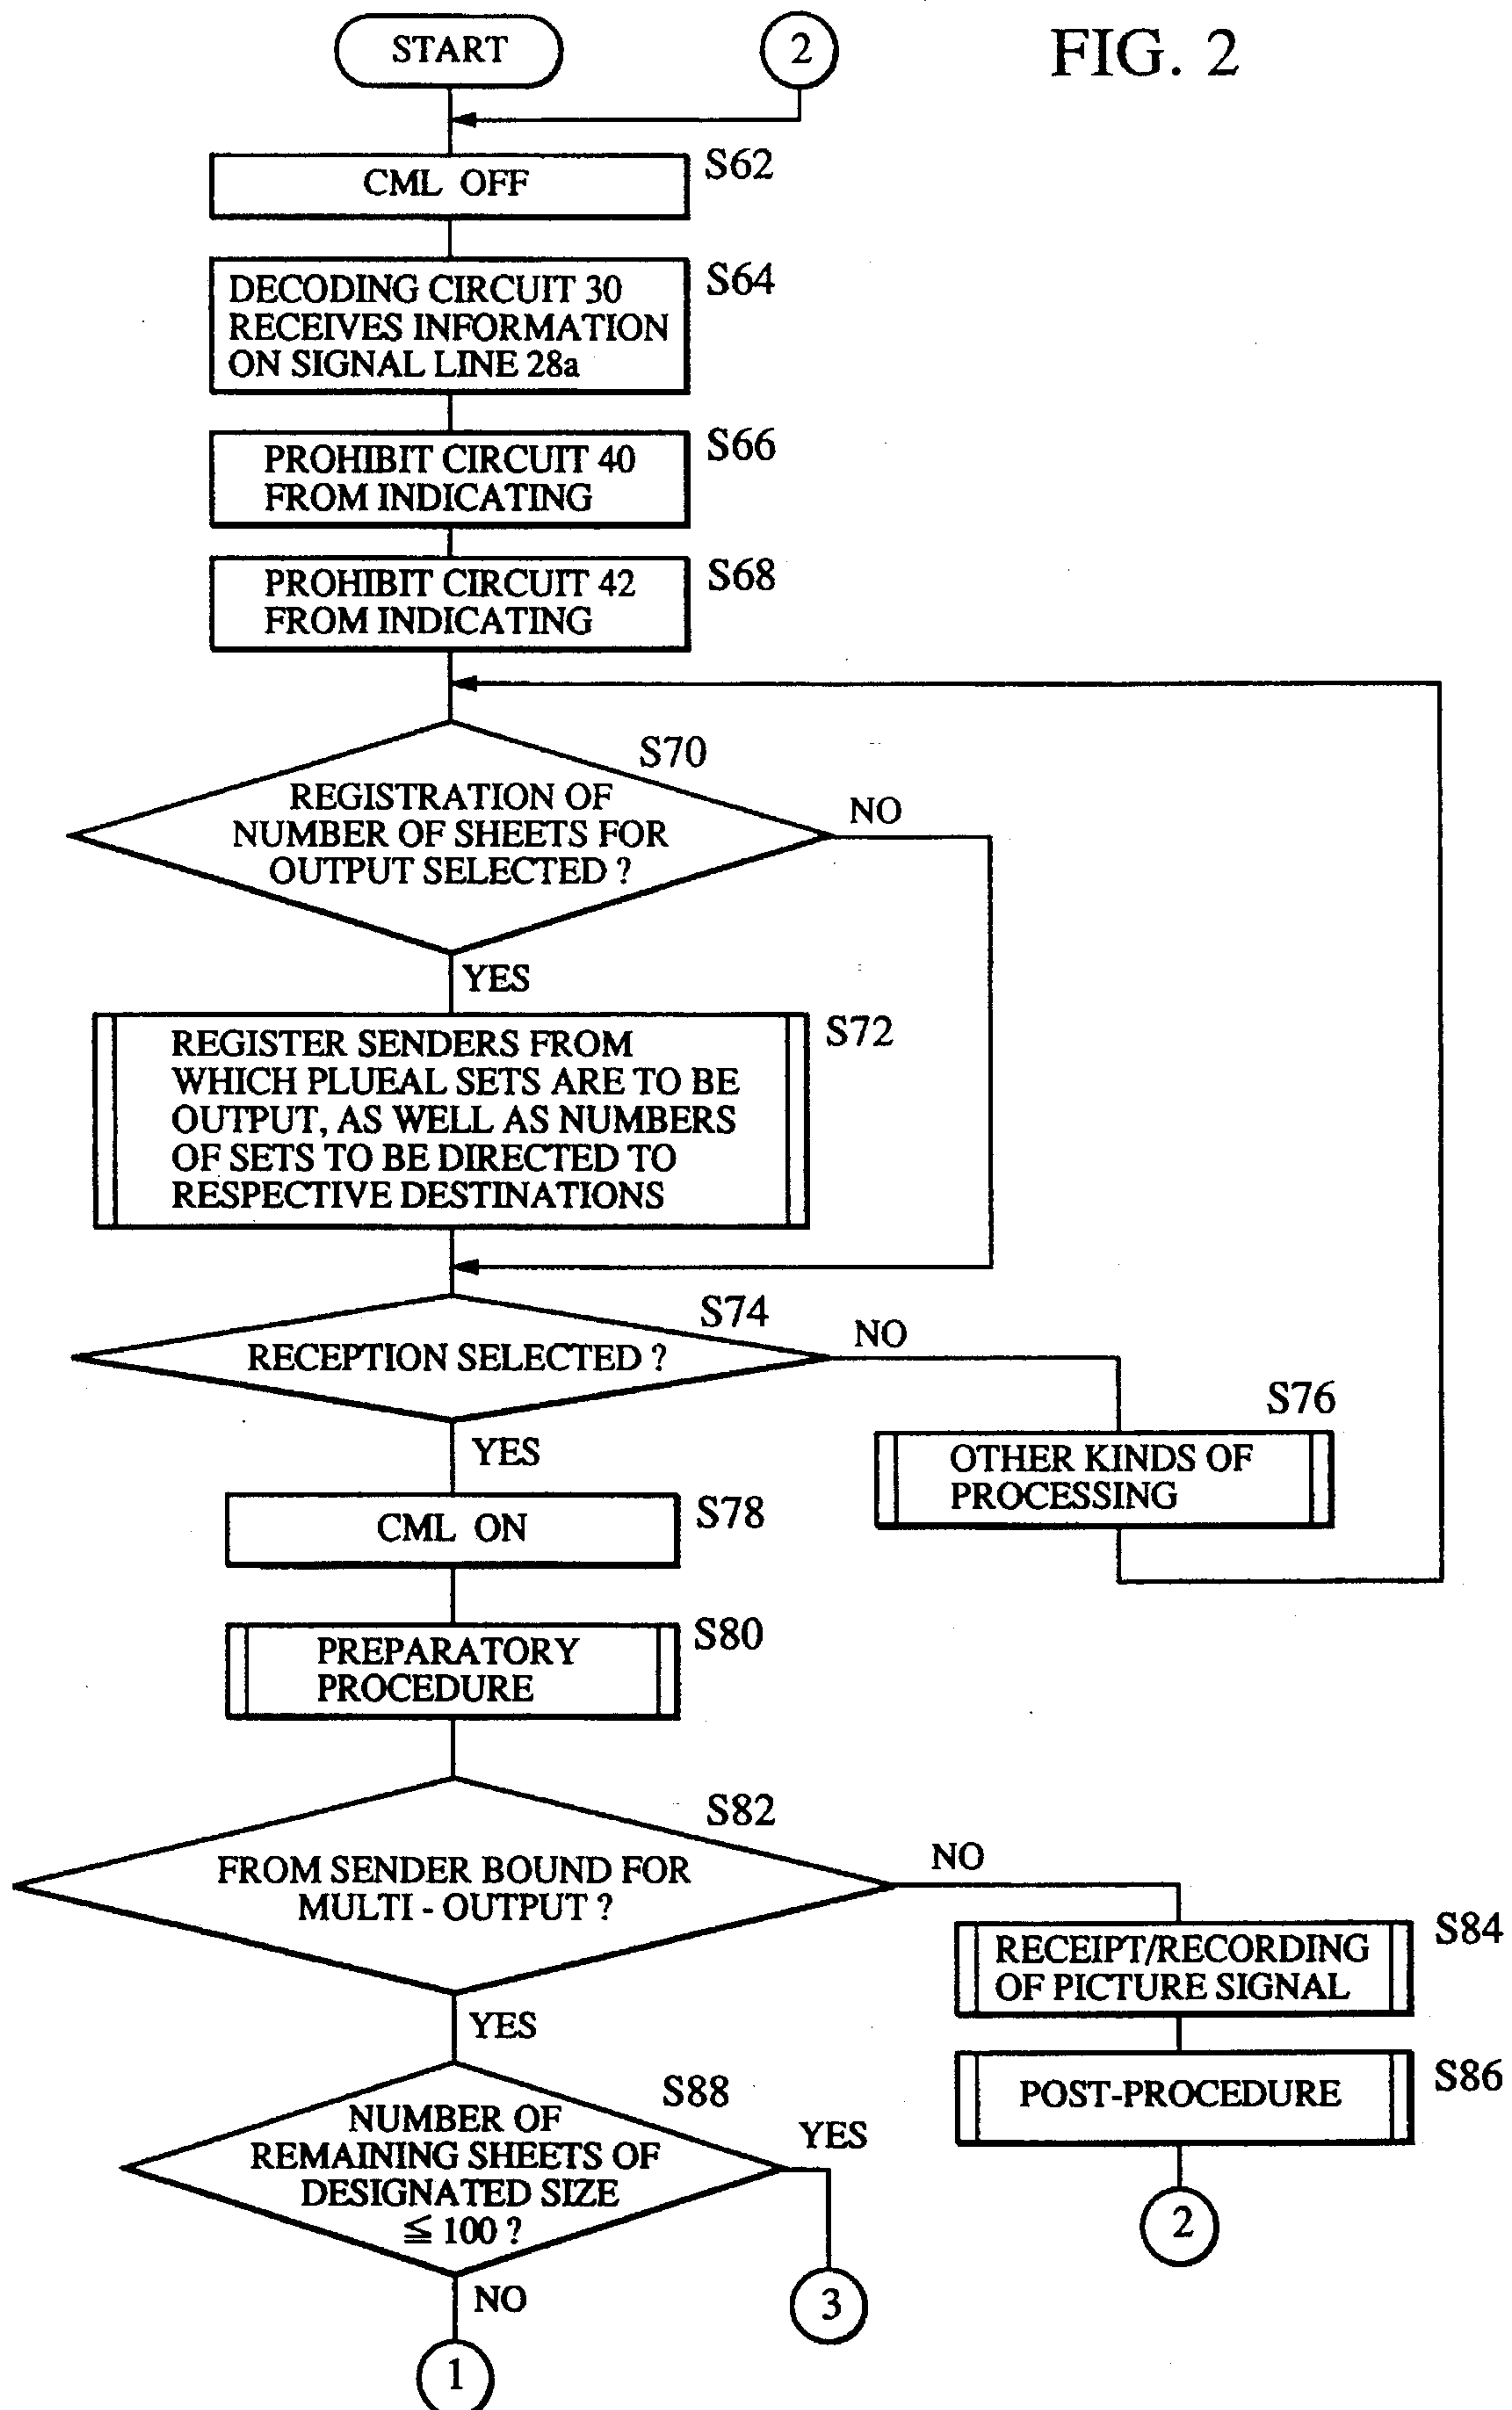 FIG. 2
START
2
CML OFF
S62
DECODING CIRCUIT 30
RECEIVES INFORMATION
ON SIGNAL LINE 28a
S64
PROHIBIT CIRCUIT 40
FROM INDICATING
S66
PROHIBIT CIRCUIT 42
FROM INDICATING
S68
S70
REGISTRATION OF
NUMBER OF SHEETS FOR
OUTPUT SELECTED ?
NO
YES
REGISTER SENDERS FROM
WHICH PLUEAL SETS ARE TO BE
OUTPUT, AS WELL AS NUMBERS
OF SETS TO BE DIRECTED TO
RESPECTIVE DESTINATIONS
S72
S74
RECEPTION SELECTED ?
NO
YES
S76
OTHER KINDS OF
PROCESSING
CML ON
S78
PREPARATORY
PROCEDURE
S80
S82
FROM SENDER BOUND FOR
MULTI - OUTPUT ?
NO
YES
RECEIPT/RECORDING
OF PICTURE SIGNAL
S84
POST-PROCEDURE
S86
2
S88
NUMBER OF
REMAINING SHEETS OF
DESIGNATED SIZE
≦ 100 ?
YES
3
NO
1